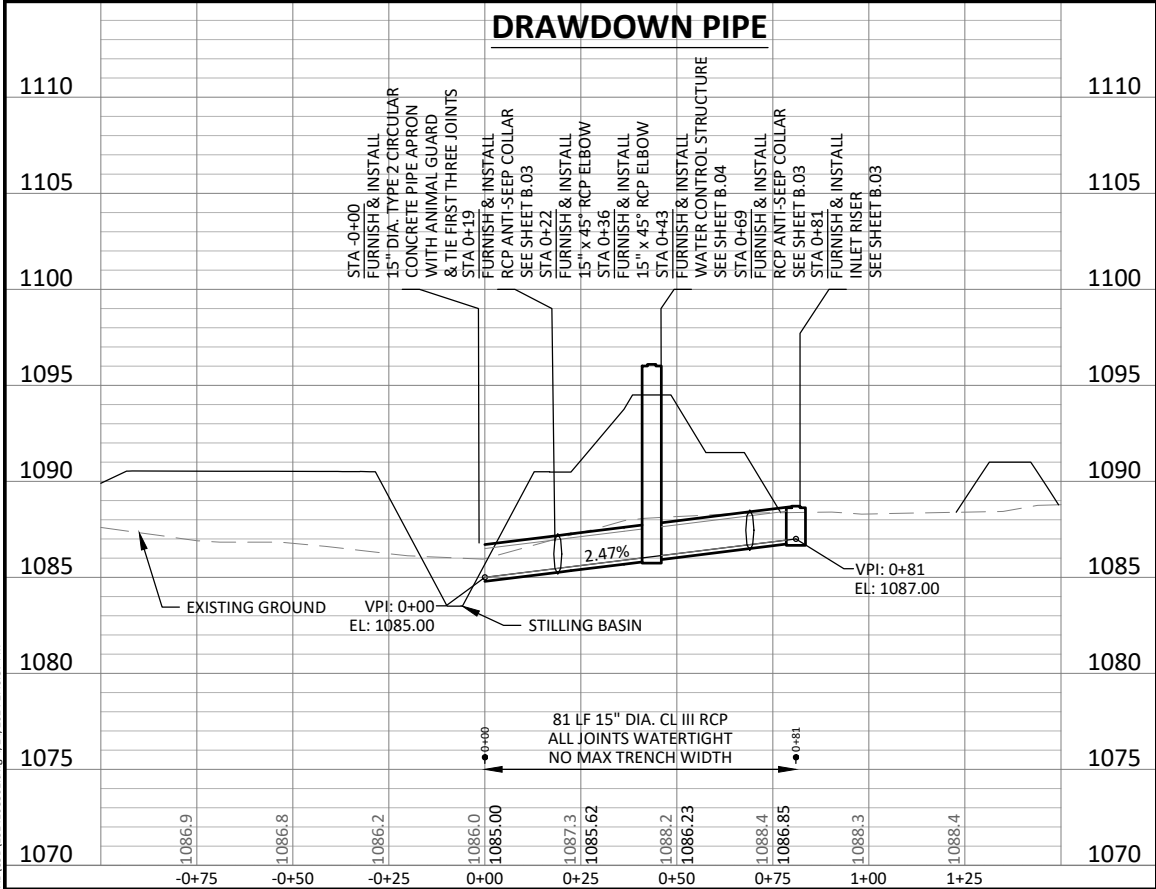 DRAWDOWN PIPE
STA -0+00
FURNISH & INSTALL
15" DIA. TYPE 2 CIRCULAR
CONCRETE PIPE APRON
WITH ANIMAL GUARD
& TIE FIRST THREE JOINTS
STA 0+19
FURNISH & INSTALL
RCP ANTI-SEEP COLLAR
SEE SHEET B.03
STA 0+22
FURNISH & INSTALL
15" x 45° RCP ELBOW
STA 0+36
FURNISH & INSTALL
15" x 45° RCP ELBOW
STA 0+43
FURNISH & INSTALL
WATER CONTROL STRUCTURE
SEE SHEET B.04
STA 0+69
FURNISH & INSTALL
RCP ANTI-SEEP COLLAR
SEE SHEET B.03
STA 0+81
FURNISH & INSTALL
INLET RISER
SEE SHEET B.03
1110 1110
1105 1105
1100 1100
1095 1095
1090 1090
1085 1085
1080 1080
1075 1075
1070 1070
2.47%
EXISTING GROUND
VPI: 0+00
EL: 1085.00
STILLING BASIN
VPI: 0+81
EL: 1087.00
81 LF 15" DIA. CL III RCP
ALL JOINTS WATERTIGHT
NO MAX TRENCH WIDTH
0+00
0+81
1086.9
1086.8
1086.2
1086.0
1085.00
1087.3
1085.62
1088.2
1086.23
1088.4
1086.85
1088.3
1088.4
-0+75 -0+50 -0+25 0+00 0+25 0+50 0+75 1+00 1+25